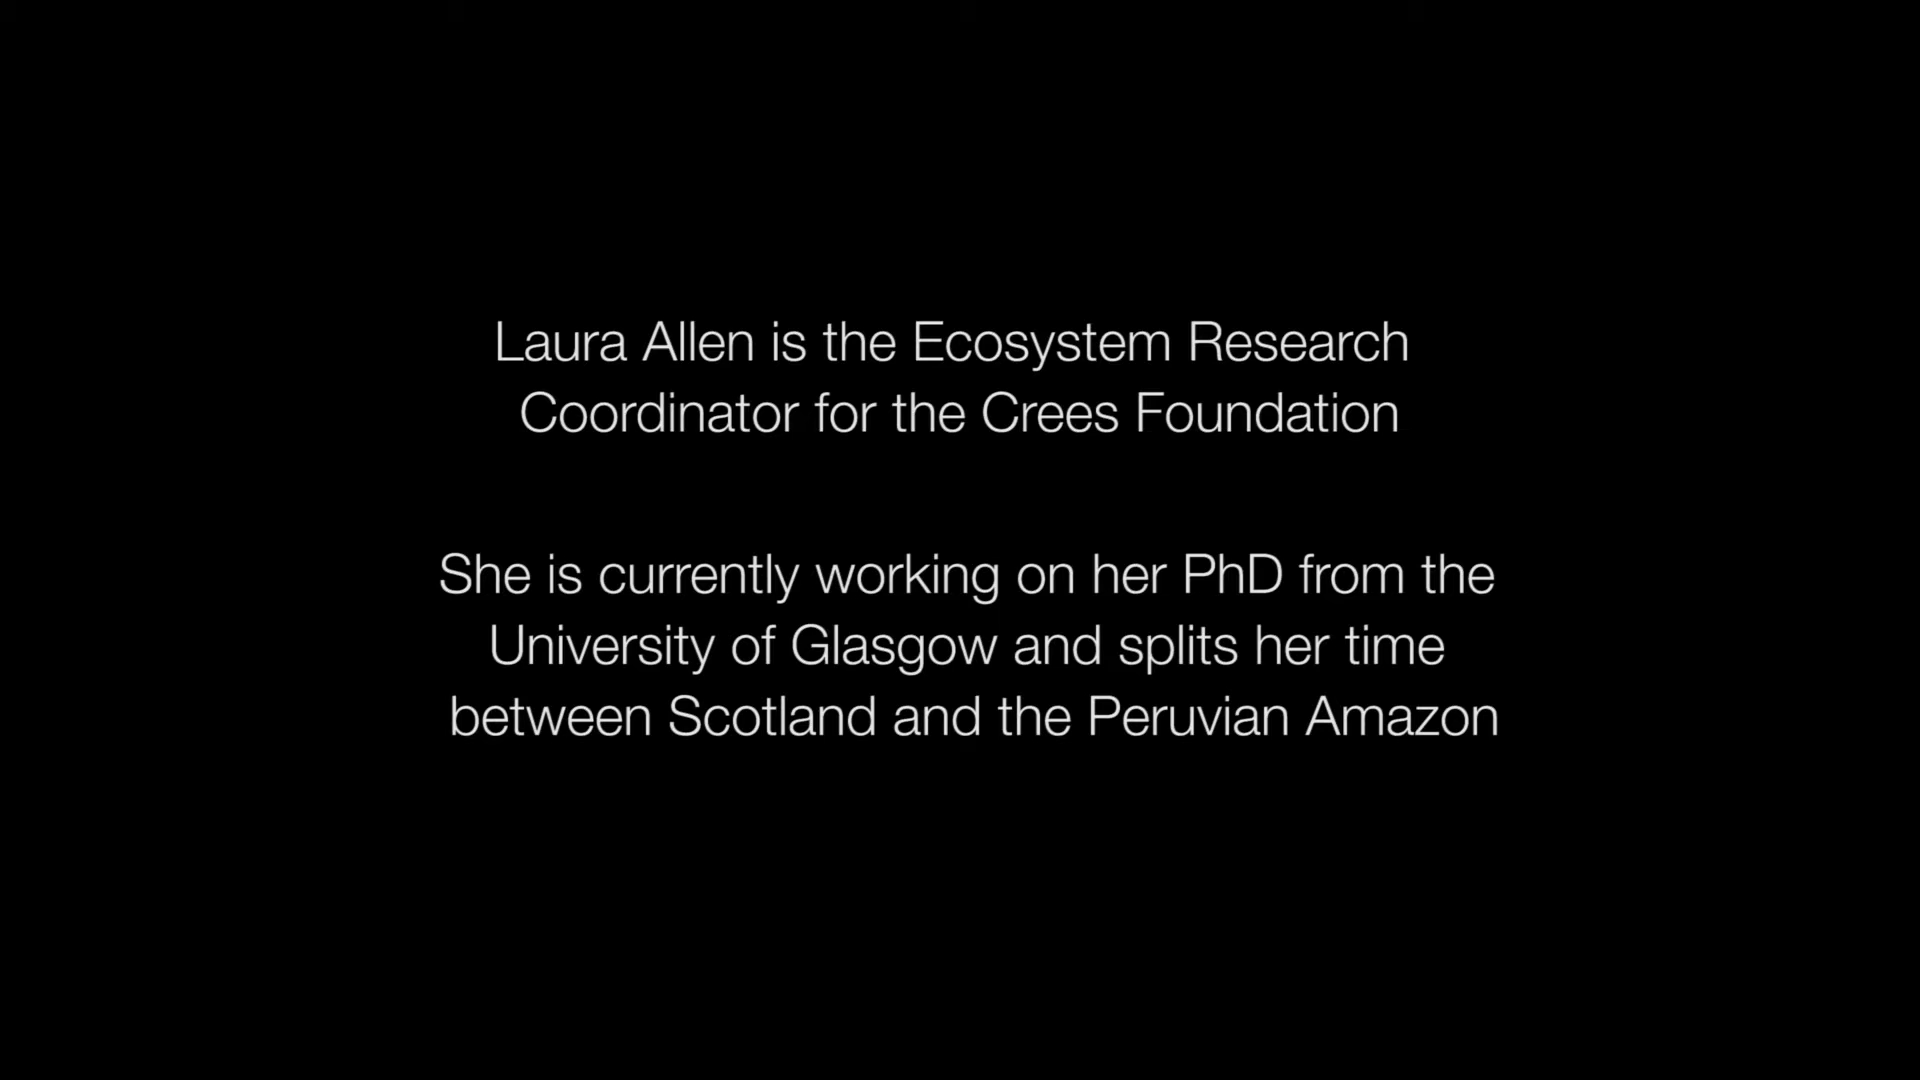 Laura Allen is the Ecosystem Research
Coordinator for the Crees Foundation
She is currently working on her PhD from the
University of Glasgow and splits her time
between Scotland and the Peruvian Amazon